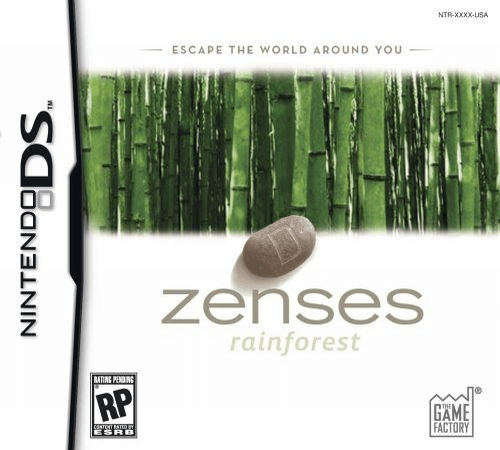 NTR-XXXX-USA
ESCAPE THE WORLD AROUND YOU
NINTENDO DS™
zenses
rainforest
RATING PENDING
RP
CONTENT RATED BY
ESRB
THE
GAME
FACTORY
®